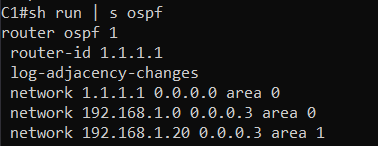 C1#sh run | s ospf
router ospf 1
 router-id 1.1.1.1
 log-adjacency-changes
 network 1.1.1.1 0.0.0.0 area 0
 network 192.168.1.0 0.0.0.3 area 0
 network 192.168.1.20 0.0.0.3 area 1